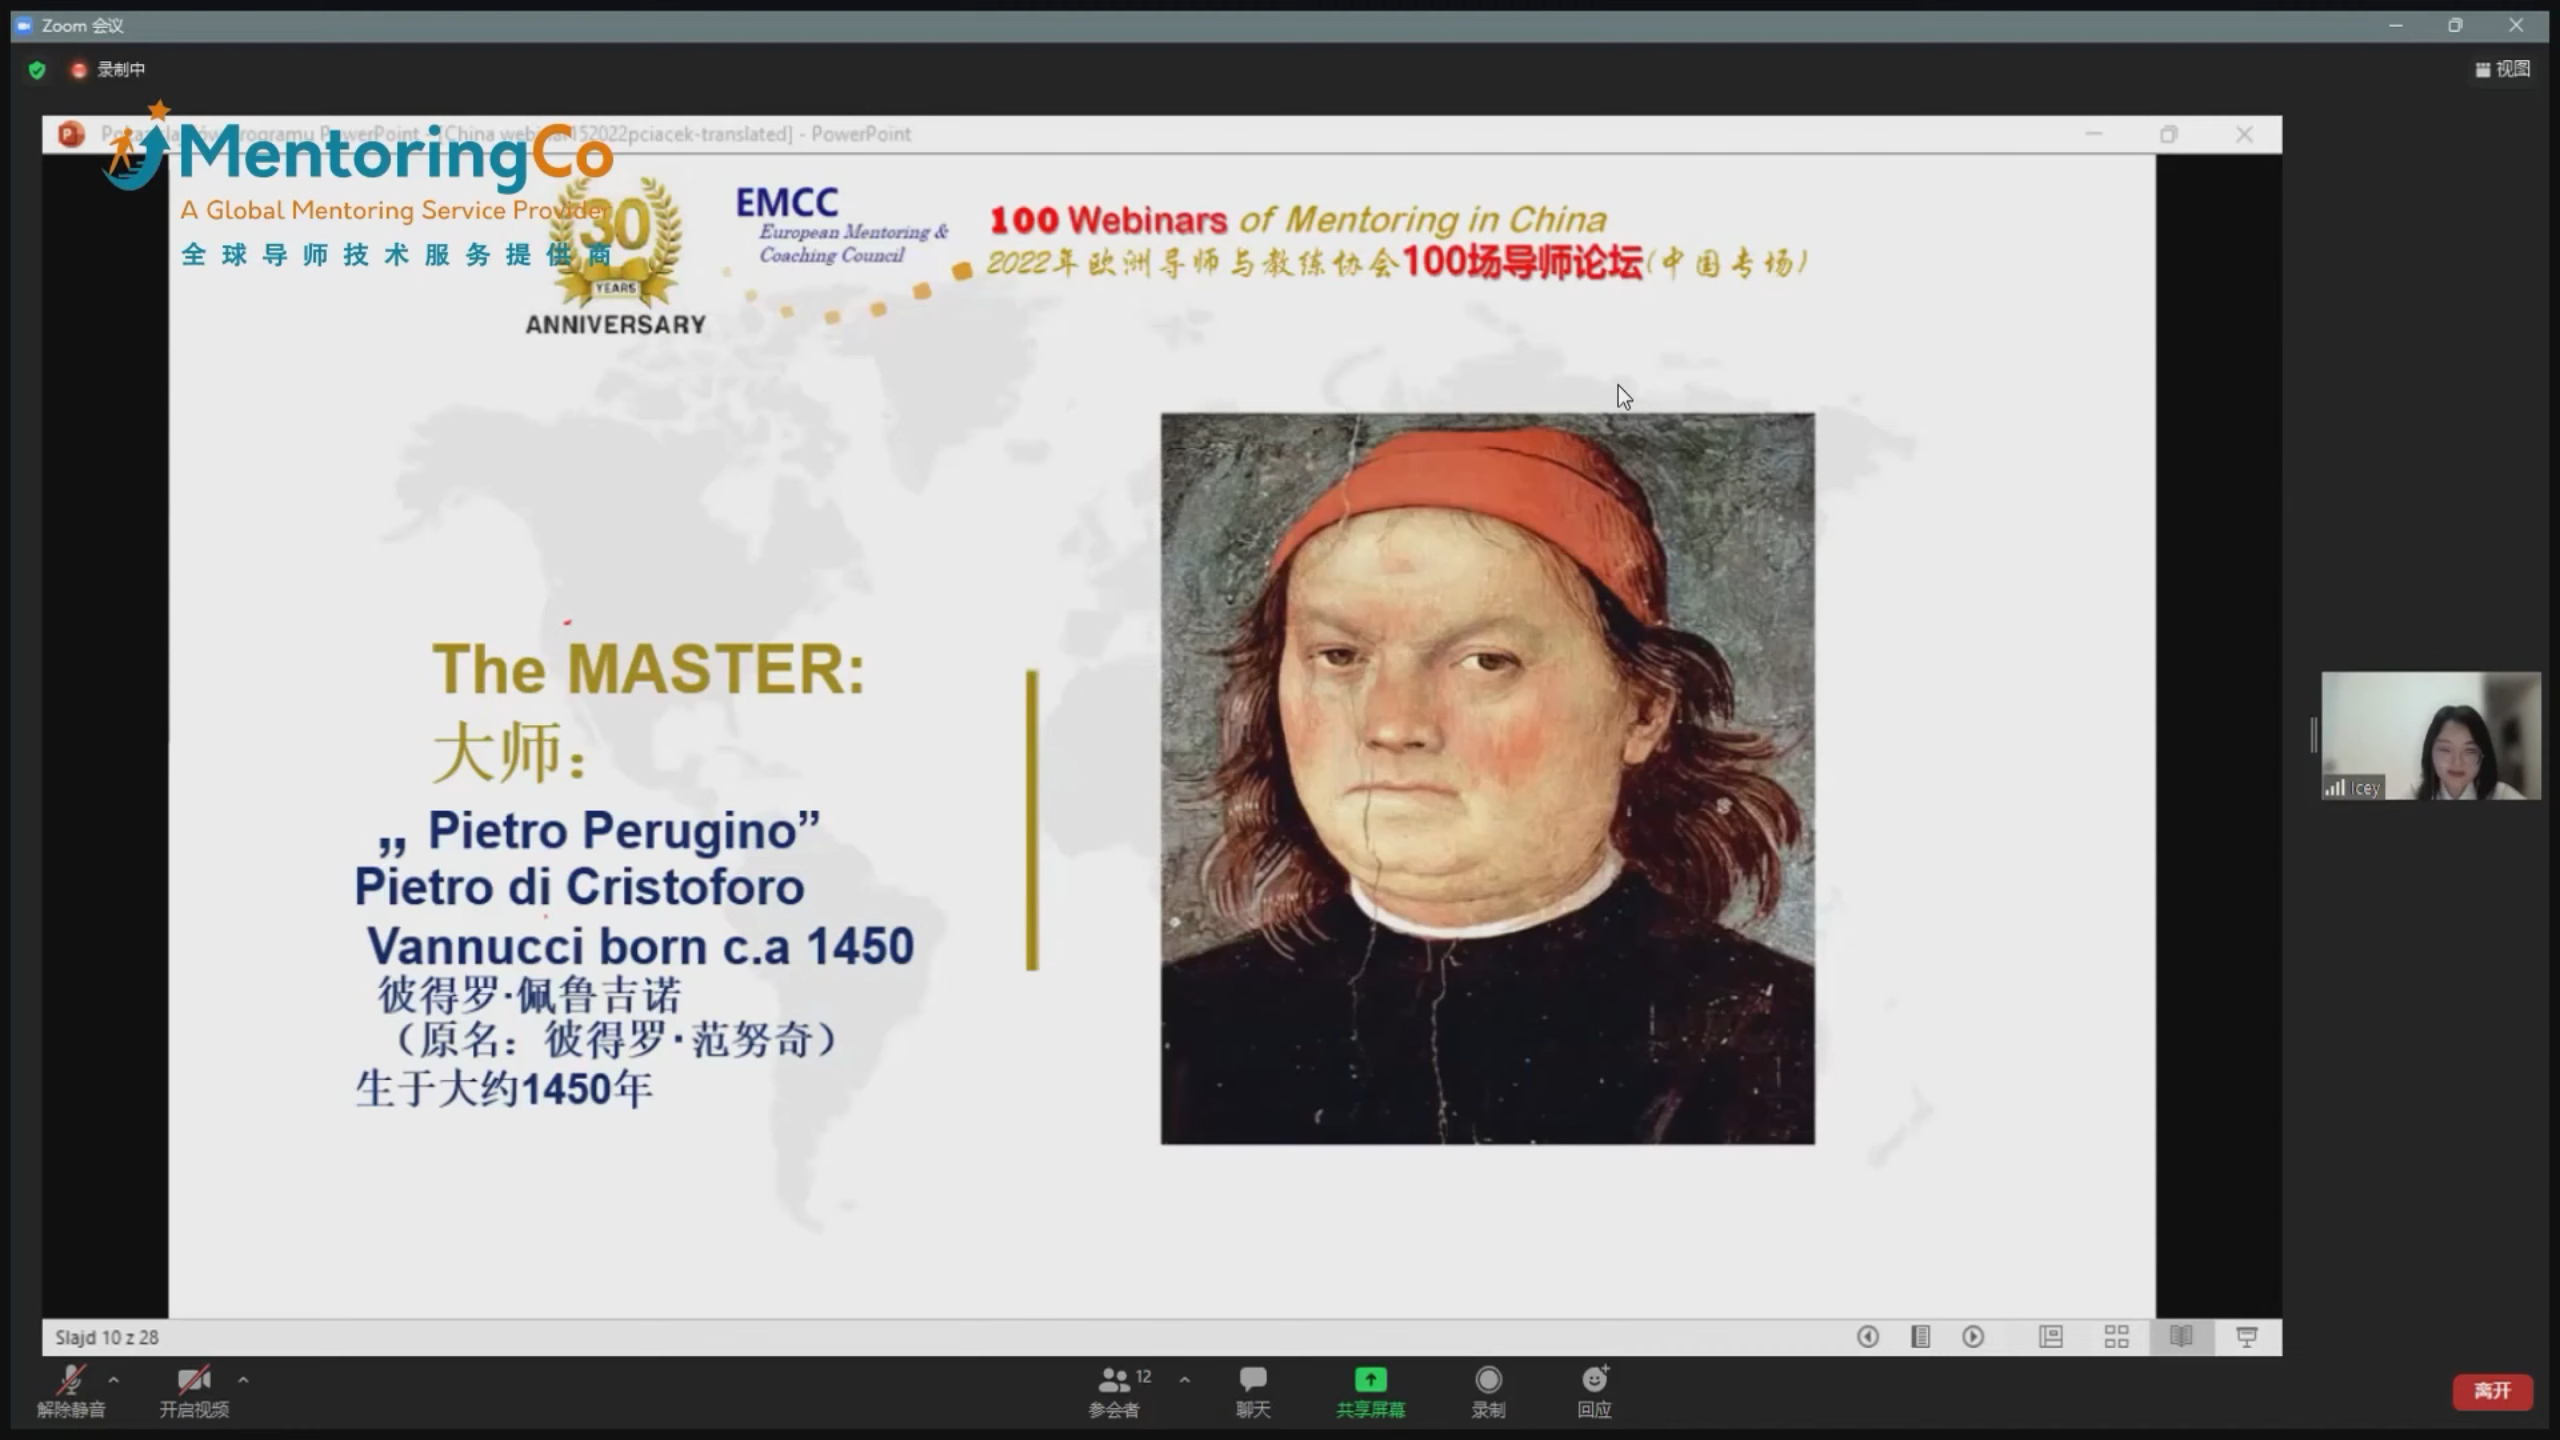 Zoom 会议
录制中
视图
Pokaz slajdów programu PowerPoint - [China webinar152022pciacek-translated] - PowerPoint
MentoringCo
A Global Mentoring Service Provider
全球导师技术服务提供商
30
YEARS
ANNIVERSARY
EMCC
European Mentoring &
Coaching Council
100 Webinars of Mentoring in China
2022年欧洲导师与教练协会100场导师论坛(中国专场)
The MASTER:
大师：
„ Pietro Perugino”
Pietro di Cristoforo
Vannucci born c.a 1450
彼得罗·佩鲁吉诺
（原名：彼得罗·范努奇）
生于大约1450年
Icey
Slajd 10 z 28
解除静音
开启视频
12
参会者
聊天
共享屏幕
录制
回应
离开